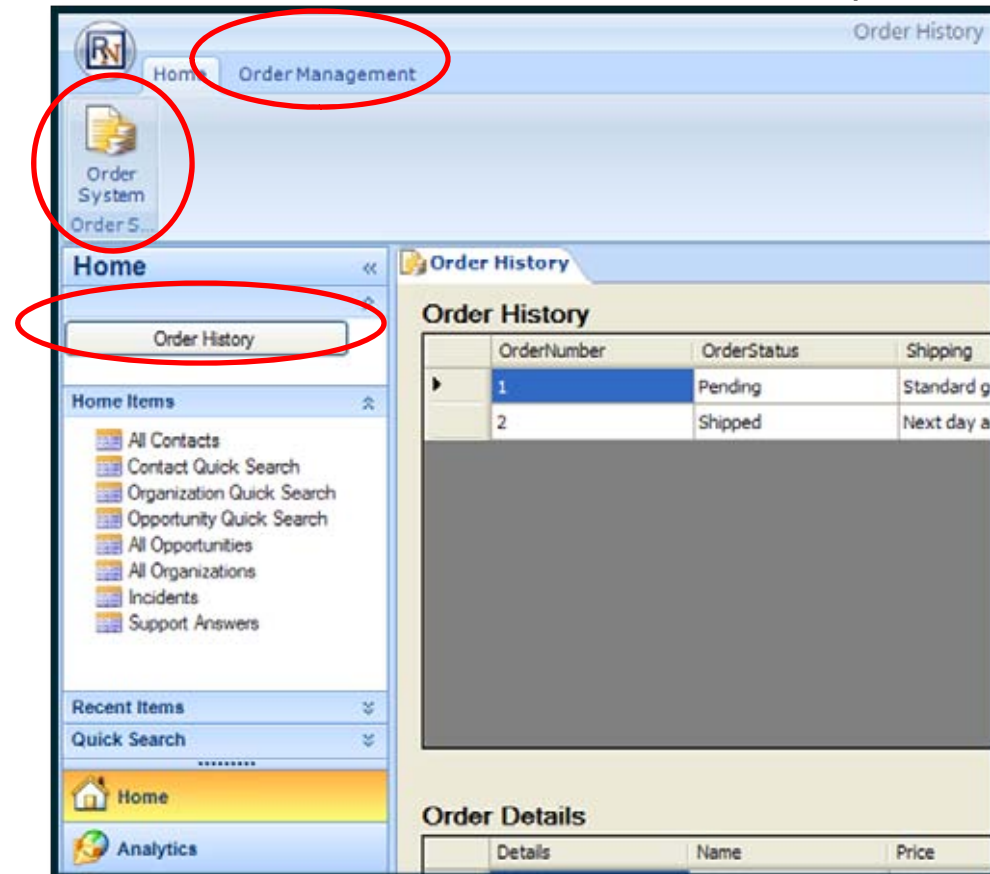 Order History
RN
Home Order Management
Order
System
Order S...
Home «
Order History
Order History
Home Items
All Contacts
Contact Quick Search
Organization Quick Search
Opportunity Quick Search
All Opportunities
All Organizations
Incidents
Support Answers
Recent Items
Quick Search
Home
Analytics
Order History
OrderNumber OrderStatus Shipping
1 Pending Standard g
2 Shipped Next day a
Order Details
Details Name Price